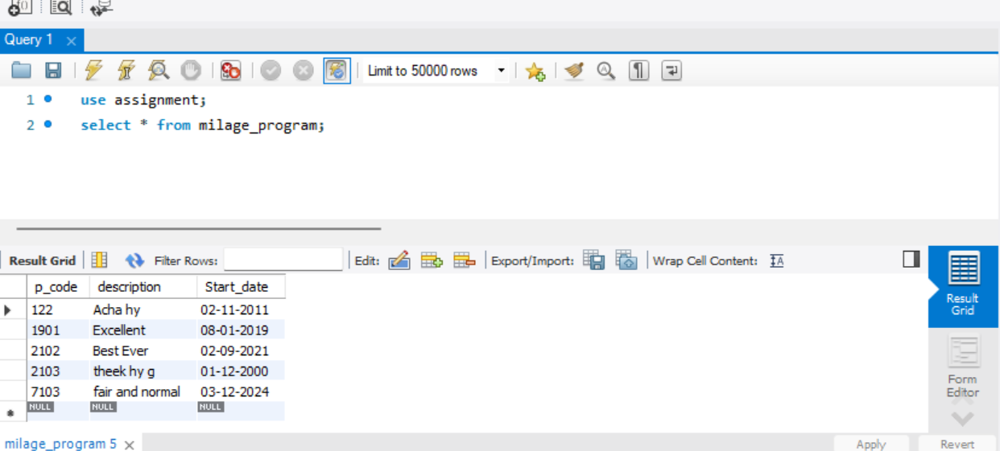 Query 1
Limit to 50000 rows
1 use assignment;
2 select * from milage_program;
Result Grid Filter Rows: Edit: Export/Import: Wrap Cell Content:
p_code description Start_date
122 Acha hy 02-11-2011
1901 Excellent 08-01-2019
2102 Best Ever 02-09-2021
2103 theek hy g 01-12-2000
7103 fair and normal 03-12-2024
NULL NULL NULL
Result
Grid
Form
Editor
milage_program 5 Apply Revert